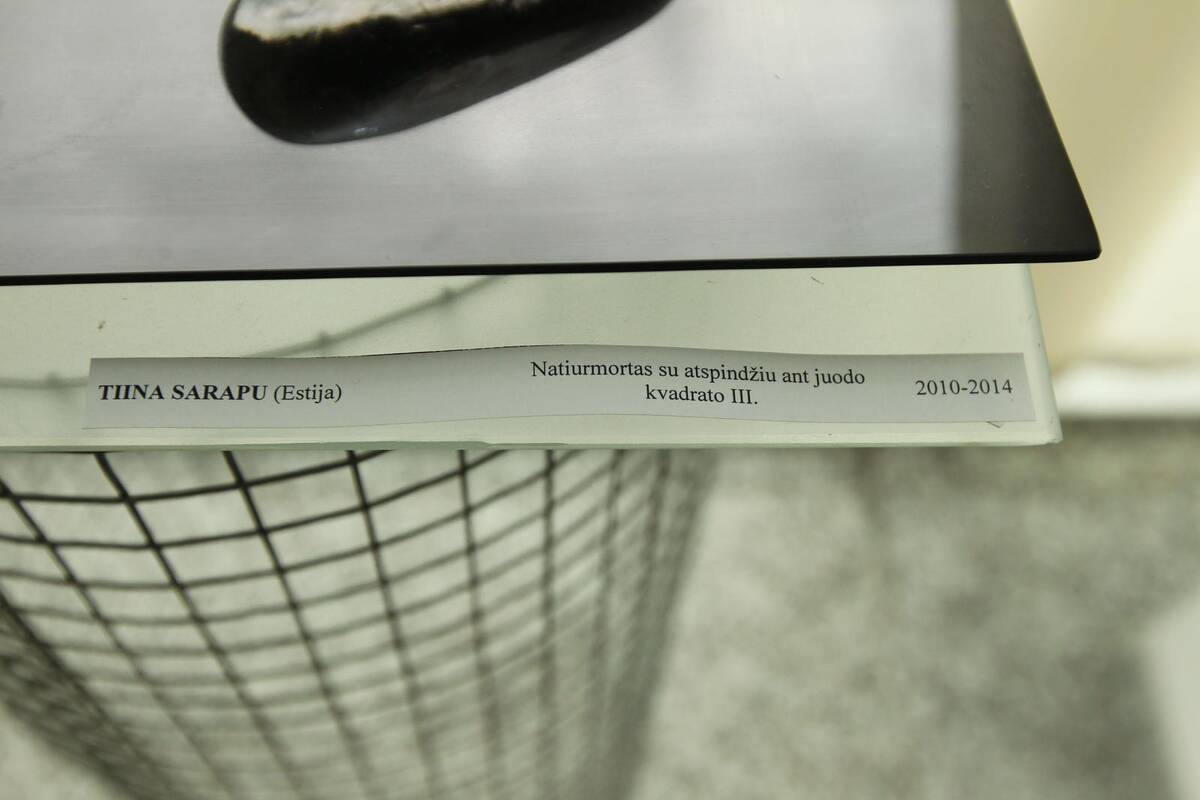 TIINA SARAPU (Estija)
Natiurmortas su atspindžiu ant juodo
kvadrato III.
2010-2014